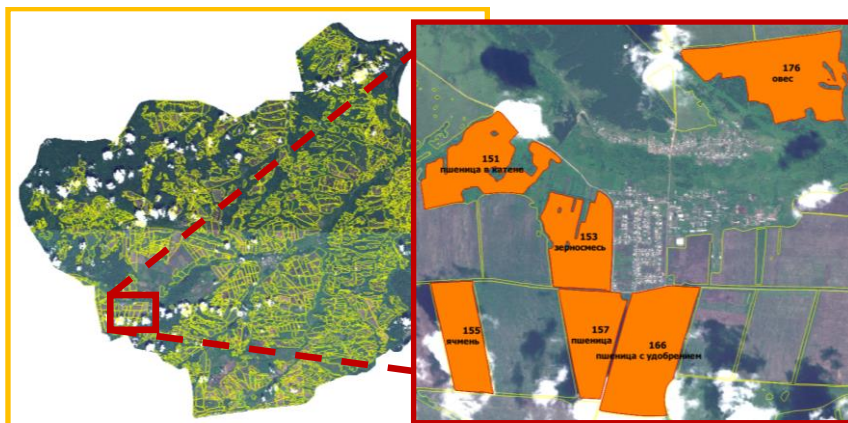 176
овес
151
пшеница в катене
153
зерносмесь
155
ячмень
157
пшеница
166
пшеница с удобрением